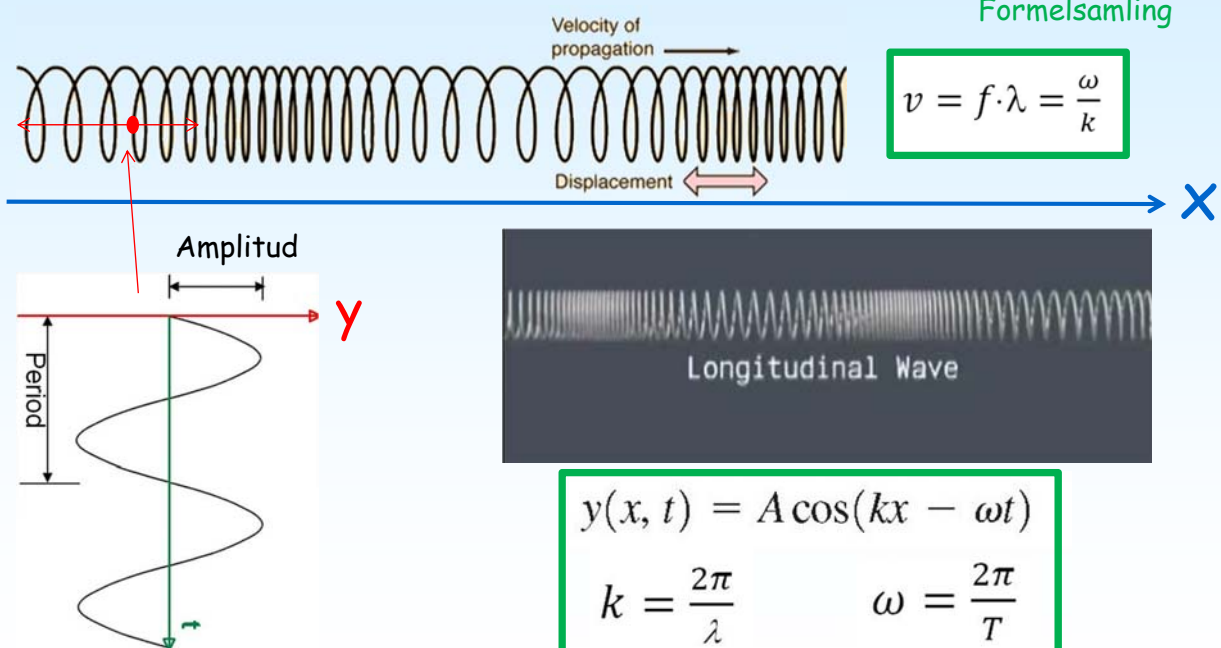 Formelsamling
Velocity of
propagation
v = f·λ = ω/k
Displacement
x
Amplitud
y
Period
t
Longitudinal Wave
y(x, t) = A cos(kx − ωt)
k = 2π/λ
ω = 2π/T